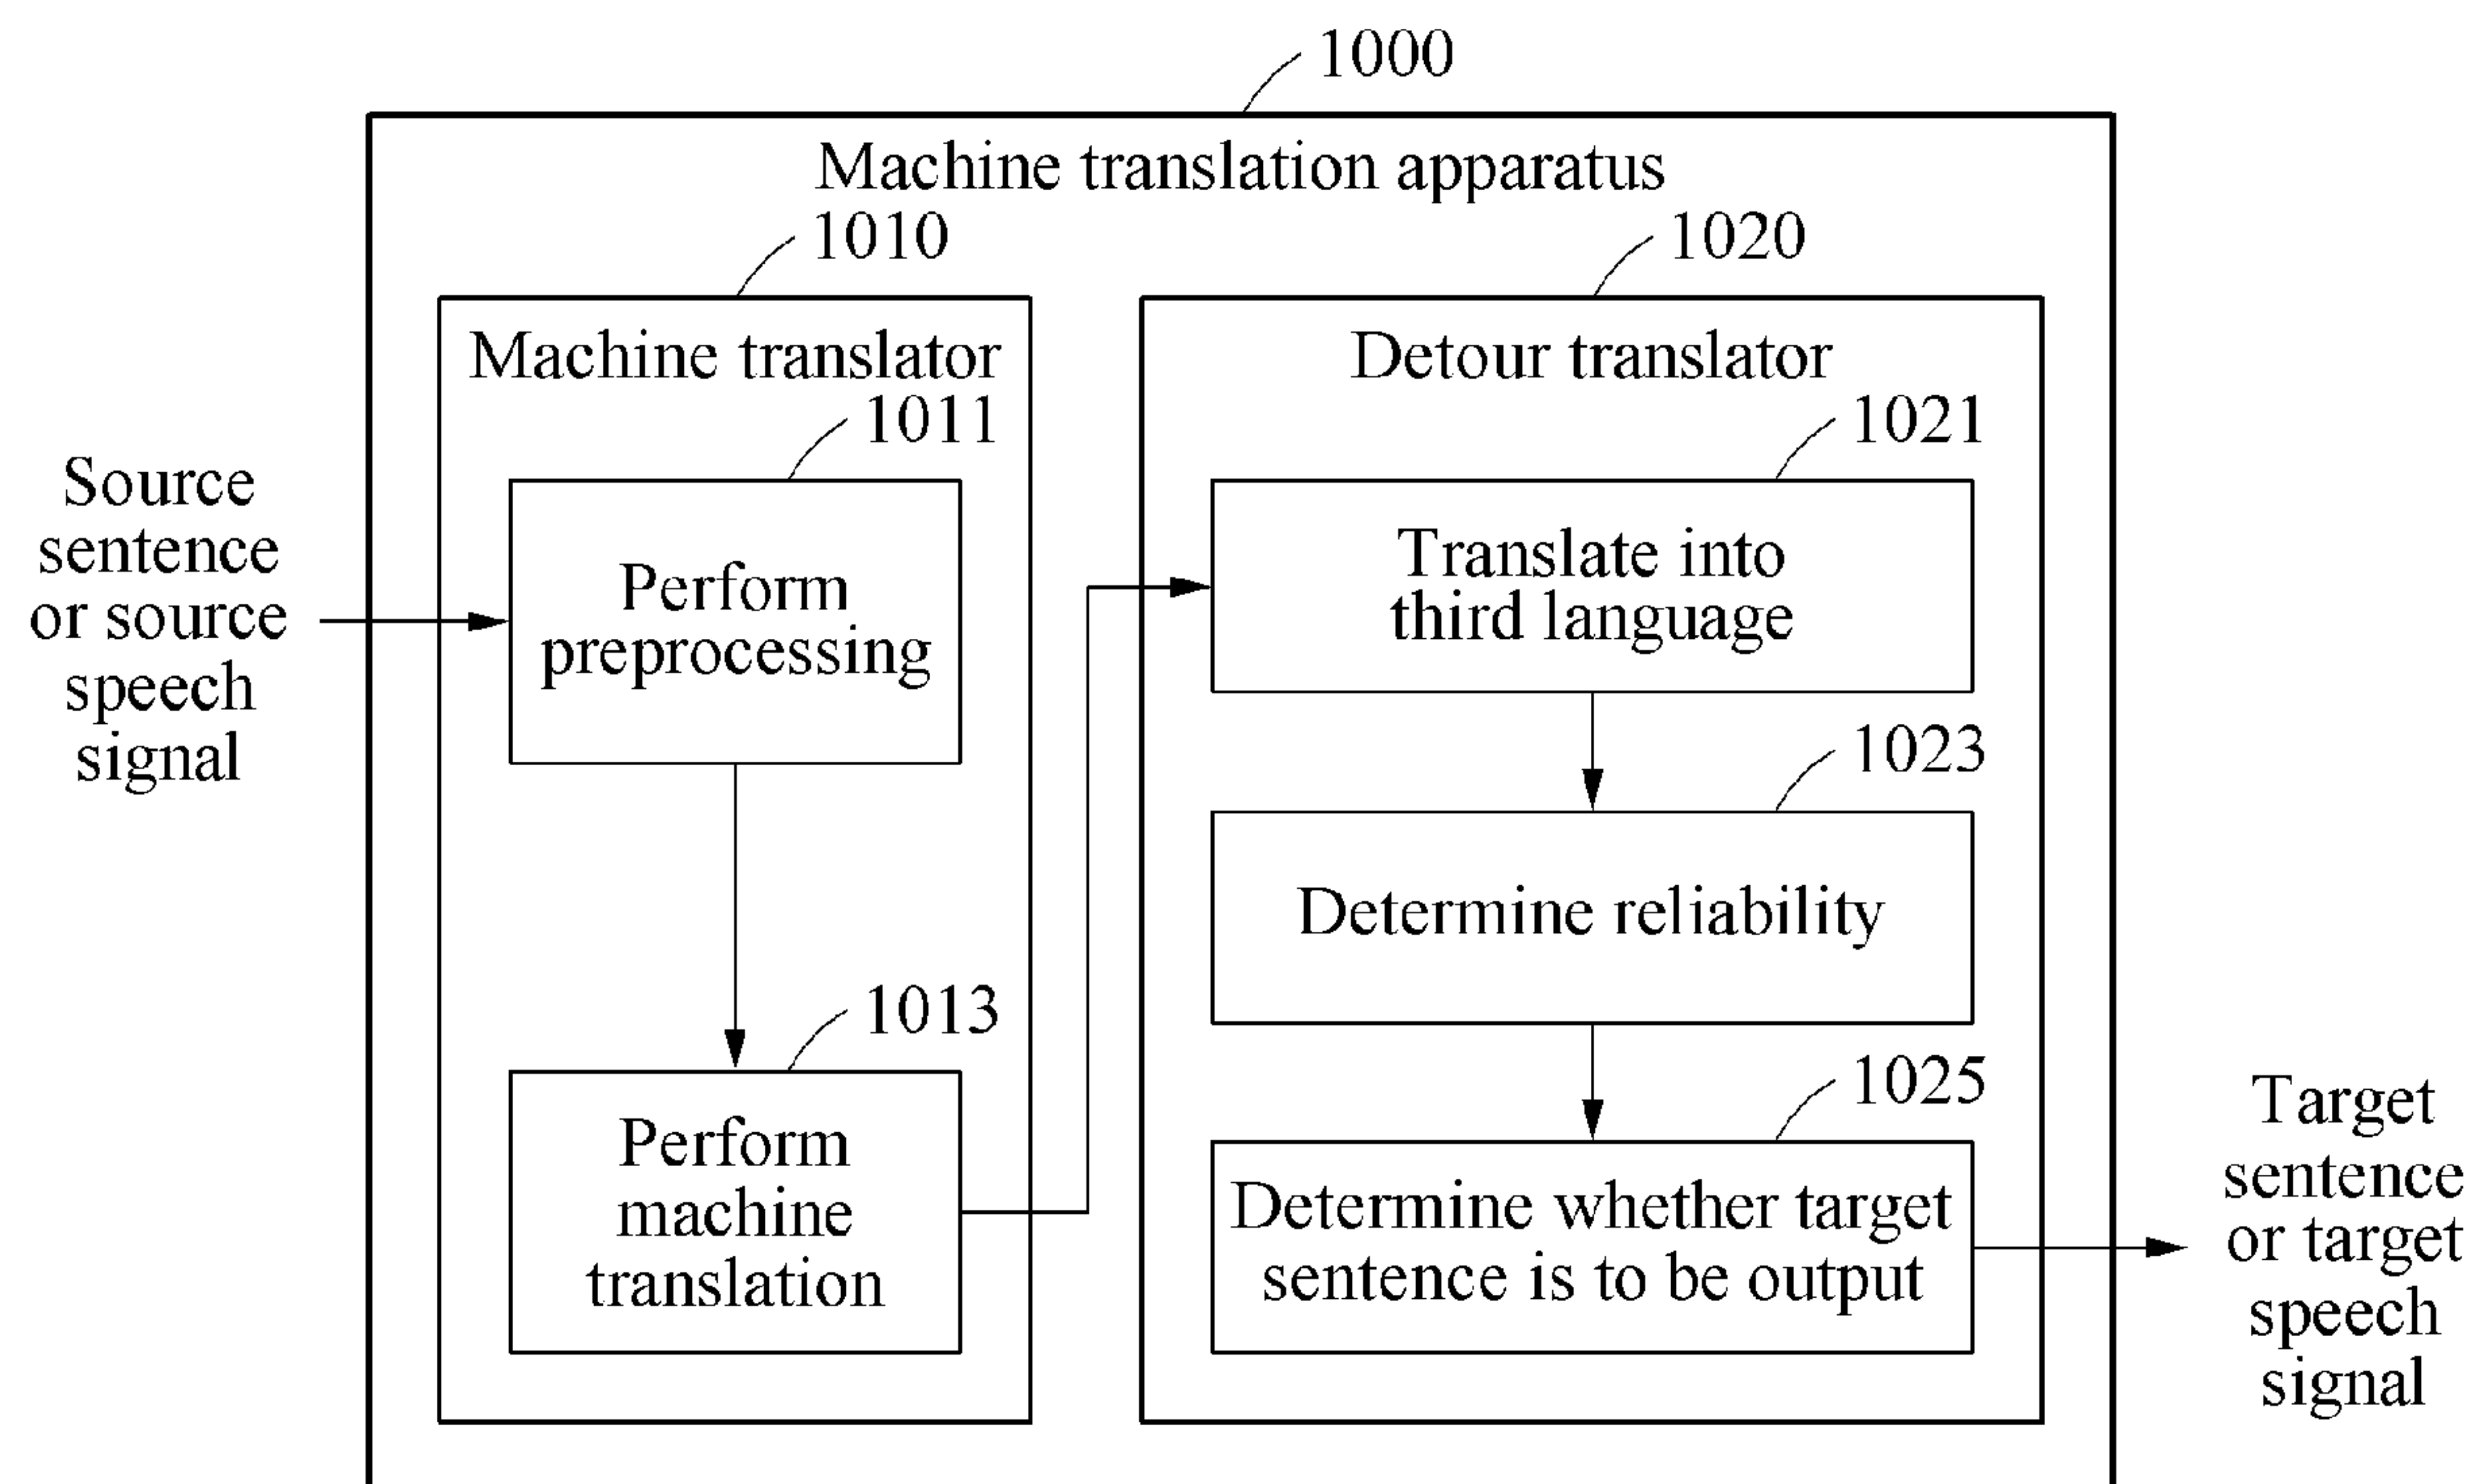 1000
Machine translation apparatus
1010
1020
Machine translator
Detour translator
1011
1021
Source
sentence
or source
speech
signal
Perform
preprocessing
Translate into
third language
1023
Determine reliability
1013
1025
Perform
machine
translation
Determine whether target
sentence is to be output
Target
sentence
or target
speech
signal